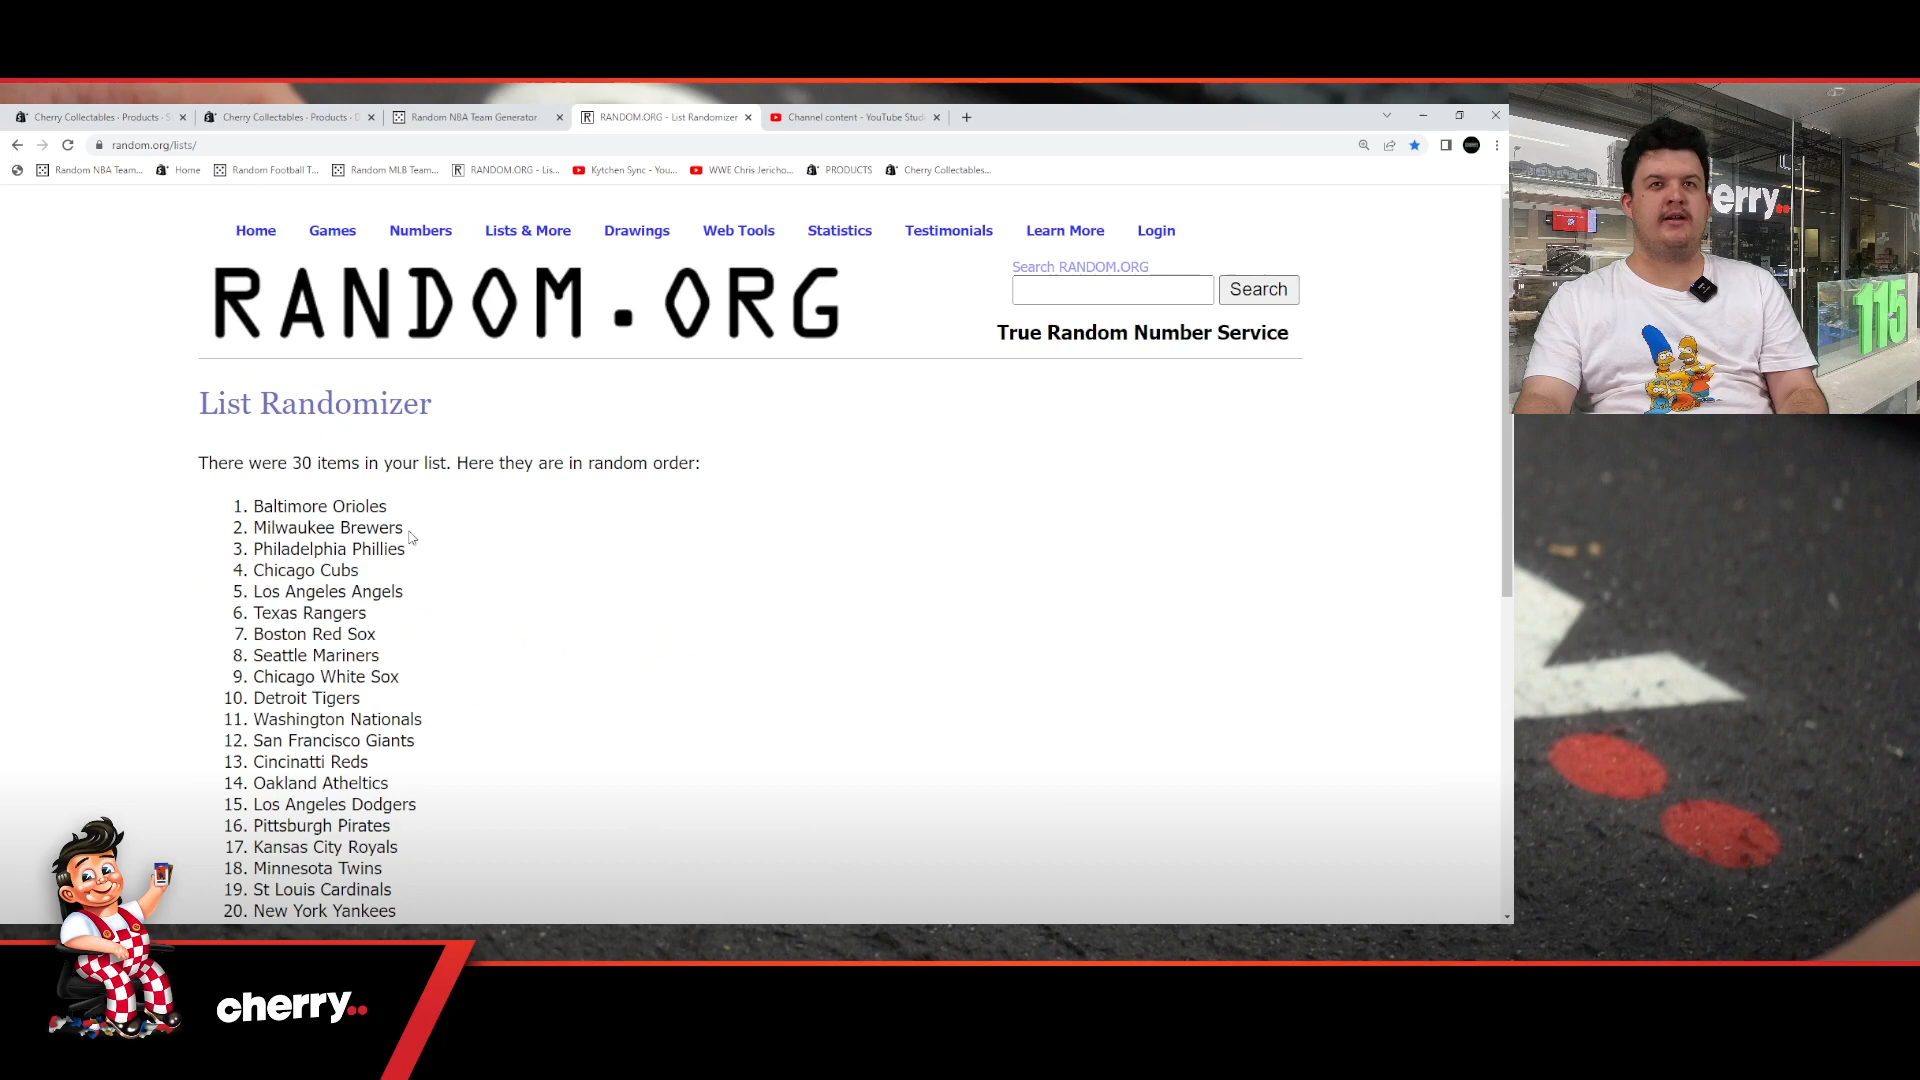 Cherry Collectables · Products · S
Cherry Collectables · Products · D
Random NBA Team Generator
RANDOM.ORG - List Randomizer
Channel content - YouTube Stud
random.org/lists/
Random NBA Team...
Home
Random Football T...
Random MLB Team...
RANDOM.ORG - Lis...
Kytchen Sync - You...
WWE Chris Jericho...
PRODUCTS
Cherry Collectables...
Home
Games
Numbers
Lists & More
Drawings
Web Tools
Statistics
Testimonials
Learn More
Login
RANDOM.ORG
Search RANDOM.ORG
Search
True Random Number Service
List Randomizer
There were 30 items in your list. Here they are in random order:
1. Baltimore Orioles
2. Milwaukee Brewers
3. Philadelphia Phillies
4. Chicago Cubs
5. Los Angeles Angels
6. Texas Rangers
7. Boston Red Sox
8. Seattle Mariners
9. Chicago White Sox
10. Detroit Tigers
11. Washington Nationals
12. San Francisco Giants
13. Cincinatti Reds
14. Oakland Atheltics
15. Los Angeles Dodgers
16. Pittsburgh Pirates
17. Kansas City Royals
18. Minnesota Twins
19. St Louis Cardinals
20. New York Yankees
erry..
115
cherry..